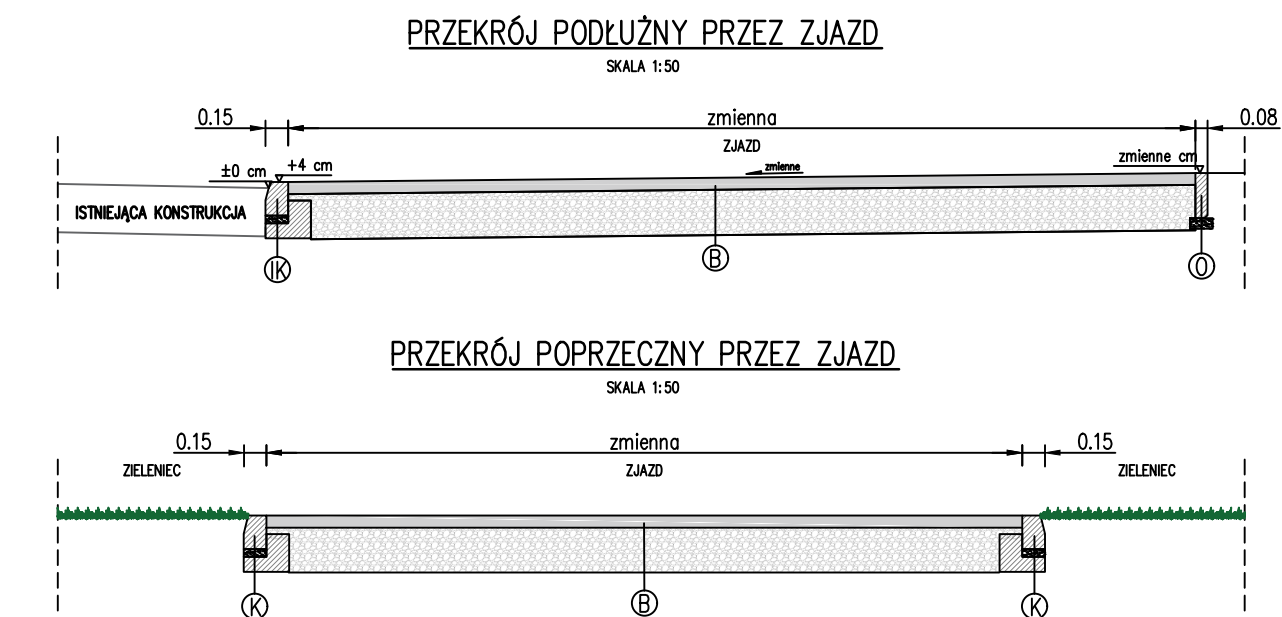 PRZEKRÓJ PODŁUŻNY PRZEZ ZJAZD
SKALA 1:50
0.15 zmienna 0.08
ZJAZD
±0 cm +4 cm zmienne zmienne cm
ISTNIEJĄCA KONSTRUKCJA
IK B O
PRZEKRÓJ POPRZECZNY PRZEZ ZJAZD
SKALA 1:50
0.15 zmienna 0.15
ZIELENIEC ZJAZD ZIELENIEC
K B K